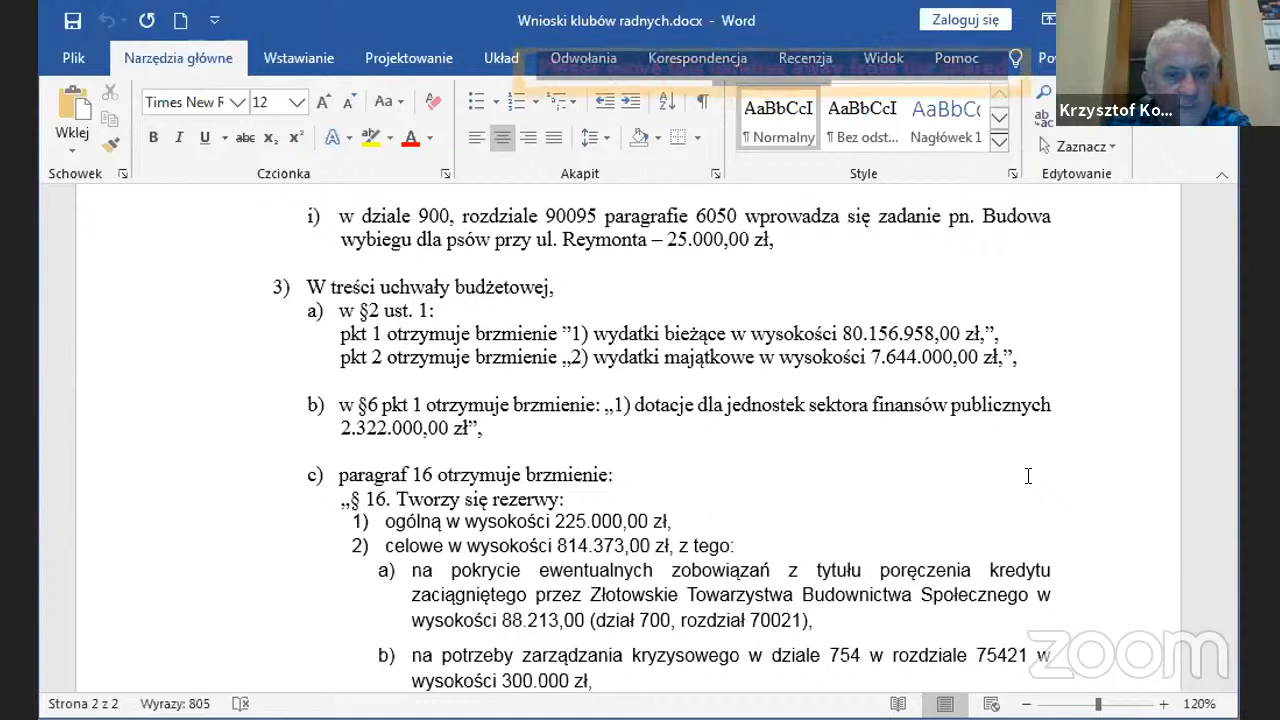 Wnioski klubów radnych.docx - Word
Zaloguj się
Plik
Narzędzia główne
Wstawianie
Projektowanie
Układ
Odwołania
Korespondencja
Recenzja
Widok
Pomoc
Krzysztof Ko...
Wklej
Times New F
12
Aa
AaBbCcI
AaBbCcI
AaBbC
¶ Normalny
¶ Bez odst...
Nagłówek 1
Zaznacz
Schowek
Czcionka
Akapit
Style
Edytowanie
i) w dziale 900, rozdziale 90095 paragrafie 6050 wprowadza się zadanie pn. Budowa
wybiegu dla psów przy ul. Reymonta – 25.000,00 zł,
3) W treści uchwały budżetowej,
a) w §2 ust. 1:
pkt 1 otrzymuje brzmienie ”1) wydatki bieżące w wysokości 80.156.958,00 zł,”,
pkt 2 otrzymuje brzmienie „2) wydatki majątkowe w wysokości 7.644.000,00 zł,”,
b) w §6 pkt 1 otrzymuje brzmienie: „1) dotacje dla jednostek sektora finansów publicznych
2.322.000,00 zł”,
c) paragraf 16 otrzymuje brzmienie:
„§ 16. Tworzy się rezerwy:
1) ogólną w wysokości 225.000,00 zł,
2) celowe w wysokości 814.373,00 zł, z tego:
a) na pokrycie ewentualnych zobowiązań z tytułu poręczenia kredytu
zaciągniętego przez Złotowskie Towarzystwa Budownictwa Społecznego w
wysokości 88.213,00 (dział 700, rozdział 70021),
b) na potrzeby zarządzania kryzysowego w dziale 754 w rozdziale 75421 w
wysokości 300.000 zł,
zoom
Strona 2 z 2
Wyrazy: 805
120%